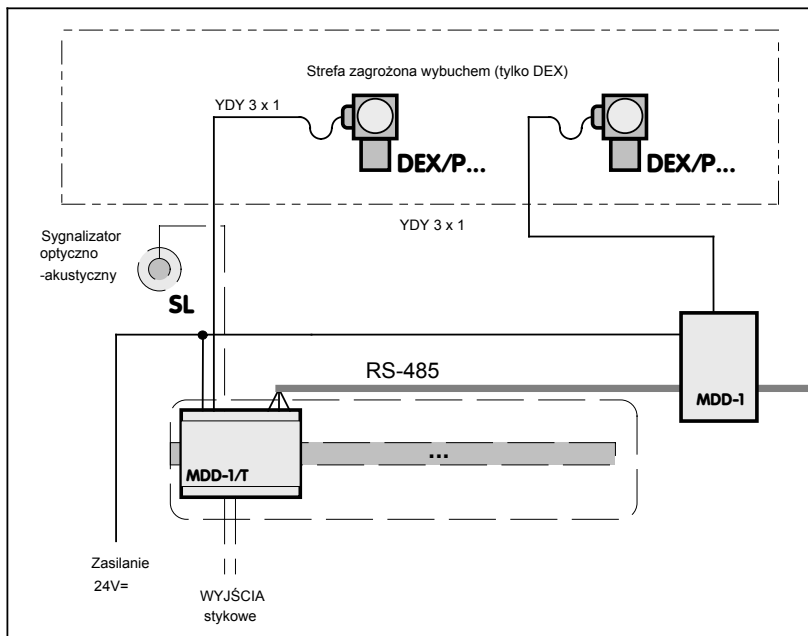 Strefa zagrożona wybuchem (tylko DEX)
YDY 3 x 1
DEX/P...
DEX/P...
YDY 3 x 1
Sygnalizator
optyczno
-akustyczny
SL
RS-485
MDD-1
MDD-1/T
...
Zasilanie
24V=
WYJŚCIA
stykowe